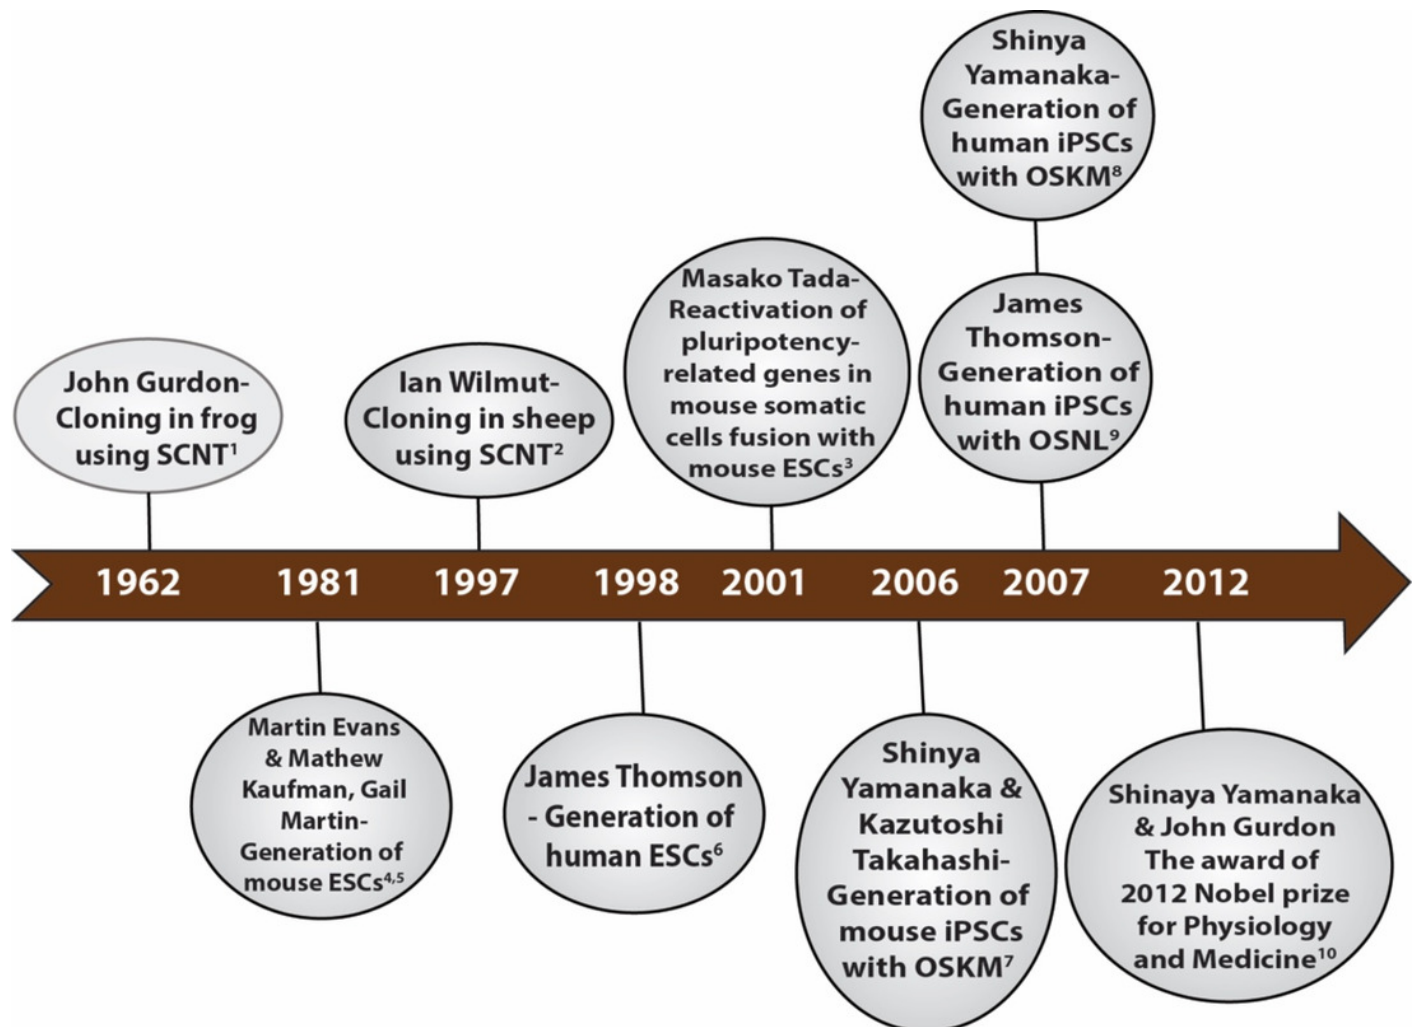 Shinya
Yamanaka-
Generation of
human iPSCs
with OSKM⁸
James
Thomson-
Generation of
human iPSCs
with OSNL⁹
Masako Tada-
Reactivation of
pluripotency-
related genes in
mouse somatic
cells fusion with
mouse ESCs³
John Gurdon-
Cloning in frog
using SCNT¹
Ian Wilmut-
Cloning in sheep
using SCNT²
1962 1981 1997 1998 2001 2006 2007 2012
Martin Evans
& Mathew
Kaufman, Gail
Martin-
Generation of
mouse ESCs⁴,⁵
James Thomson
- Generation of
human ESCs⁶
Shinya
Yamanaka &
Kazutoshi
Takahashi-
Generation of
mouse iPSCs
with OSKM⁷
Shinaya Yamanaka
& John Gurdon
The award of
2012 Nobel prize
for Physiology
and Medicine¹⁰